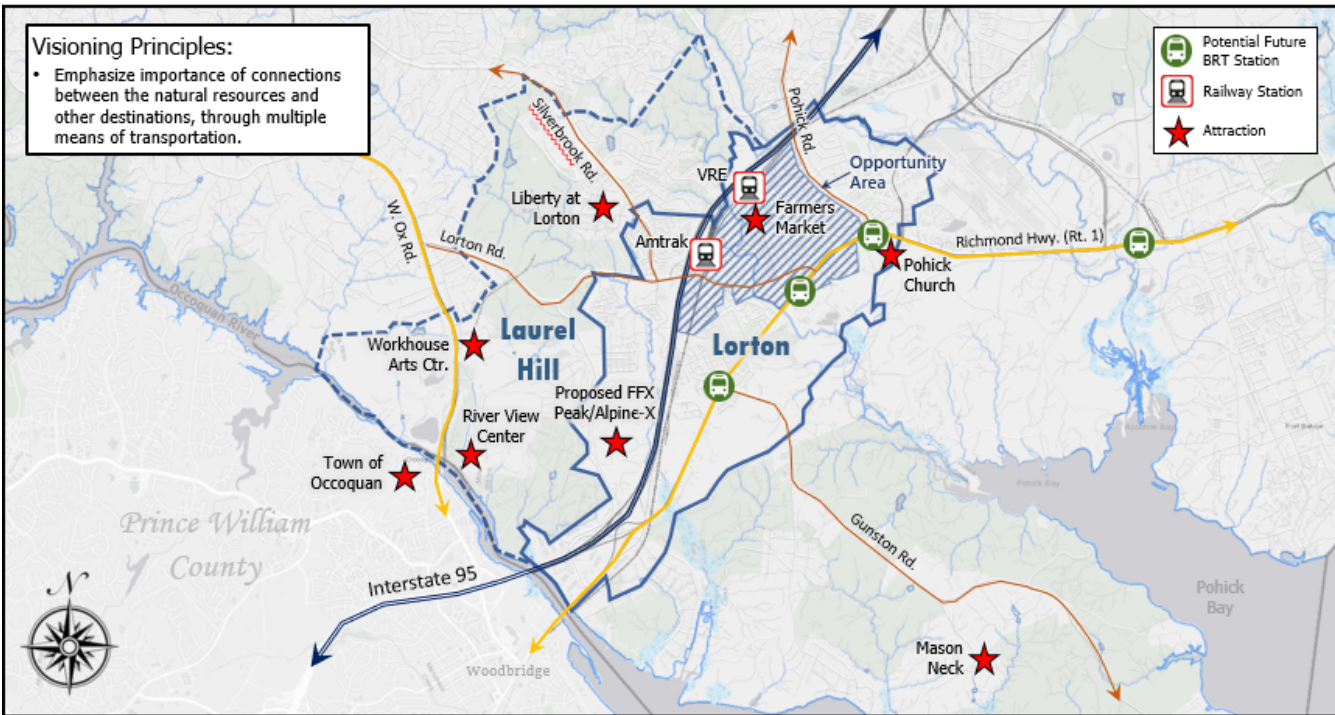 Visioning Principles:
• Emphasize importance of connections
between the natural resources and
other destinations, through multiple
means of transportation.
Potential Future
BRT Station
Railway Station
Attraction
Silverbrook Rd.
Pohick Rd.
Opportunity
Area
VRE
Liberty at
Lorton
Farmers
Market
W. Ox Rd.
Lorton Rd.
Amtrak
Richmond Hwy. (Rt. 1)
Pohick
Church
Occoquan River
Workhouse
Arts Ctr.
Laurel
Hill
Lorton
Proposed FFX
Peak/Alpine-X
River View
Center
Town of
Occoquan
Prince William
County
Gunston Rd.
Interstate 95
N
Pohick Bay
Pohick
Bay
Mason
Neck
Woodbridge